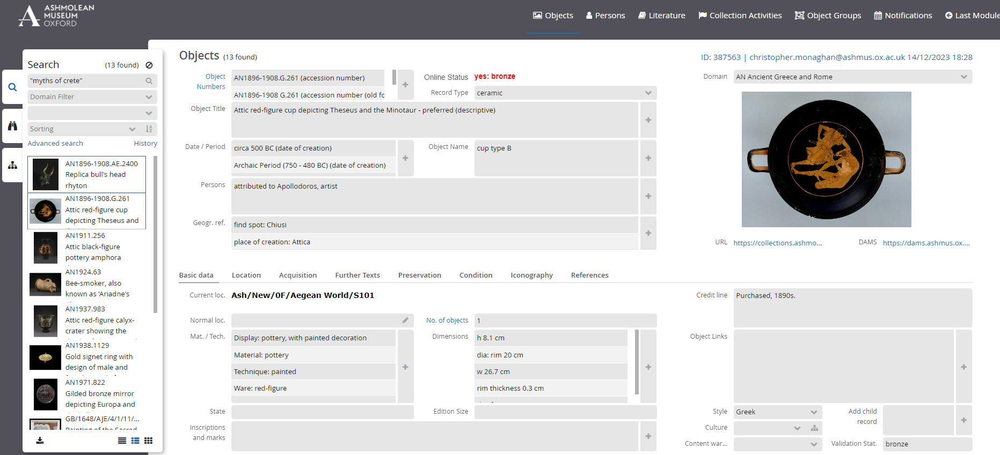 ASHMOLEAN
MUSEUM
OXFORD
Objects
Persons
Literature
Collection Activities
Object Groups
Notifications
Last Module
Search
(13 found)
"myths of crete"
Domain Filter
Sorting
Advanced search
History
AN1896-1908.AE.2400
Replica bull's head
rhyton
AN1896-1908.G.261
Attic red-figure cup
depicting Theseus and
AN1911.256
Attic black-figure
pottery amphora
AN1924.63
Bee-smoker, also
known as 'Ariadne's
AN1937.983
Attic red-figure calyx-
crater showing the
AN1938.1129
Gold signet ring with
design of male and
AN1971.822
Gilded bronze mirror
depicting Europa and
GB/1648/AJE/4/1/11/...
Painting of the Sacred
Objects (13 found)
ID: 387563 | christopher.monaghan@ashmus.ox.ac.uk 14/12/2023 18:28
Object
Numbers
AN1896-1908.G.261 (accession number)
AN1896-1908 G.261 (accession number (old fo
Online Status
yes: bronze
Record Type
ceramic
Domain
AN Ancient Greece and Rome
Object Title
Attic red-figure cup depicting Theseus and the Minotaur - preferred (descriptive)
Date / Period
circa 500 BC (date of creation)
Archaic Period (750 - 480 BC) (date of creation)
Object Name
cup type B
Persons
attributed to Apollodoros, artist
Geogr. ref.
find spot: Chiusi
place of creation: Attica
URL
https://collections.ashmo...
DAMS
https://dams.ashmus.ox....
Basic data
Location
Acquisition
Further Texts
Preservation
Condition
Iconography
References
Current loc.
Ash/New/0F/Aegean World/S101
Credit line
Purchased, 1890s.
Normal loc.
No. of objects
1
Mat. / Tech.
Display: pottery, with painted decoration
Material: pottery
Technique: painted
Ware: red-figure
Dimensions
h 8.1 cm
dia: rim 20 cm
w 26.7 cm
rim thickness 0.3 cm
Object Links
State
Edition Size
Style
Greek
Add child
record
Inscriptions
and marks
Culture
Content war...
Validation Stat.
bronze